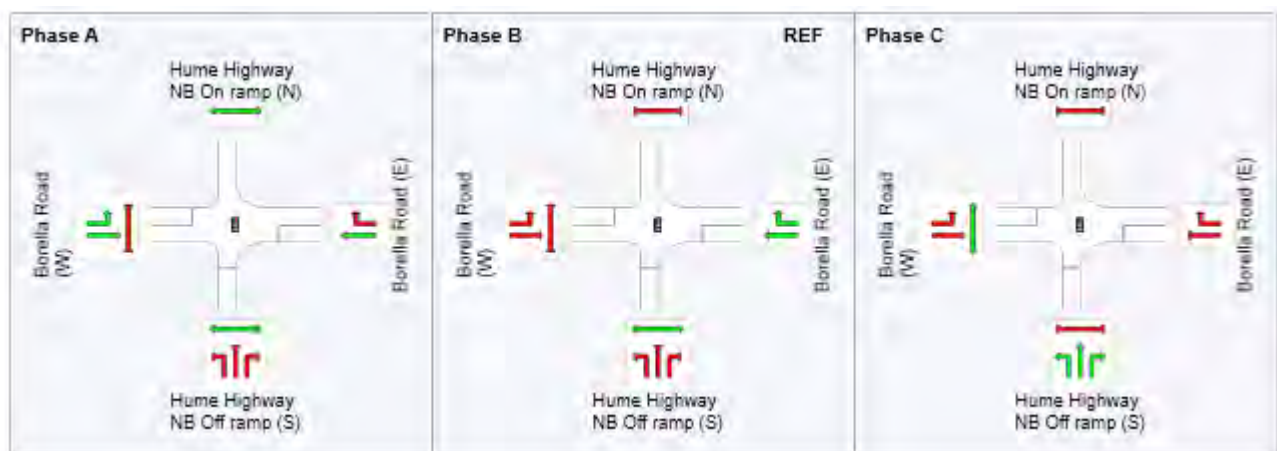 Phase A
Hume Highway
NB On ramp (N)
Borella Road
(W)
Borella Road (E)
Hume Highway
NB Off ramp (S)
Phase B
REF
Hume Highway
NB On ramp (N)
Borella Road
(W)
Borella Road (E)
Hume Highway
NB Off ramp (S)
Phase C
Hume Highway
NB On ramp (N)
Borella Road
(W)
Borella Road (E)
Hume Highway
NB Off ramp (S)